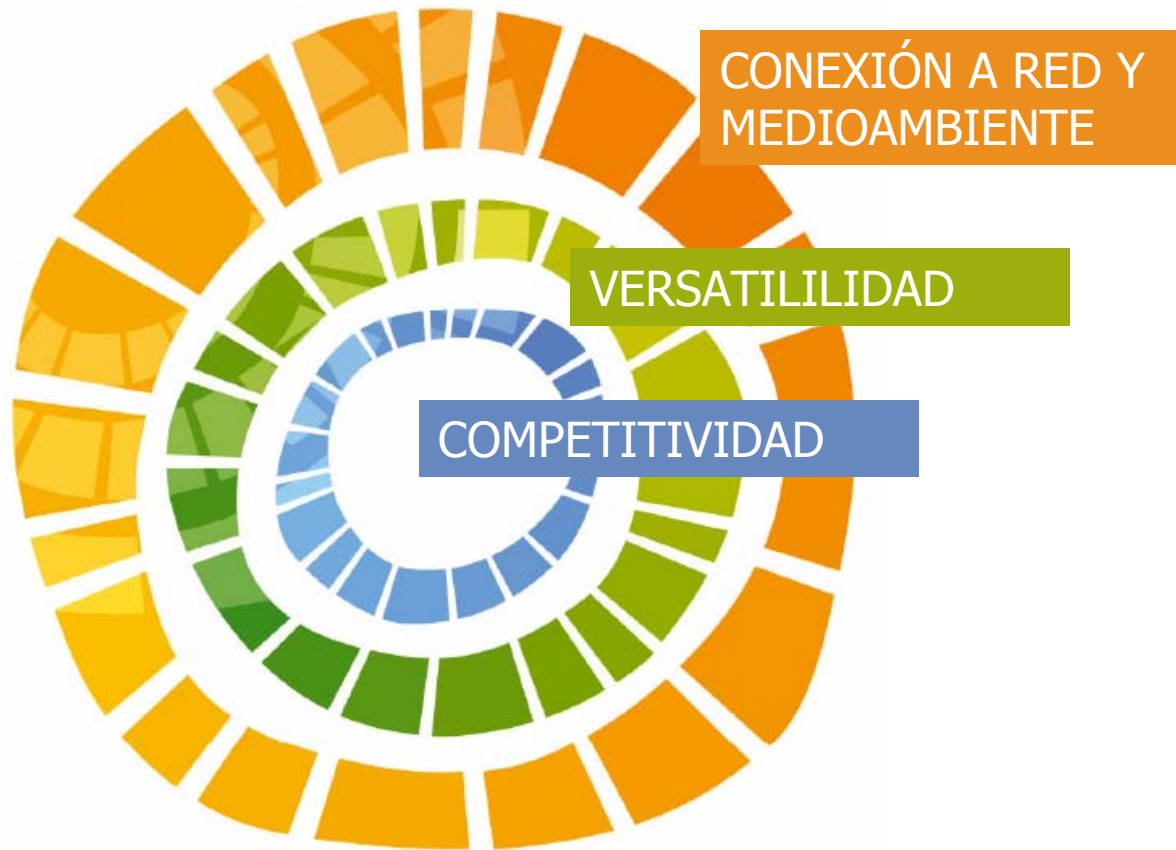 CONEXIÓN A RED Y
MEDIOAMBIENTE
VERSATILILIDAD
COMPETITIVIDAD